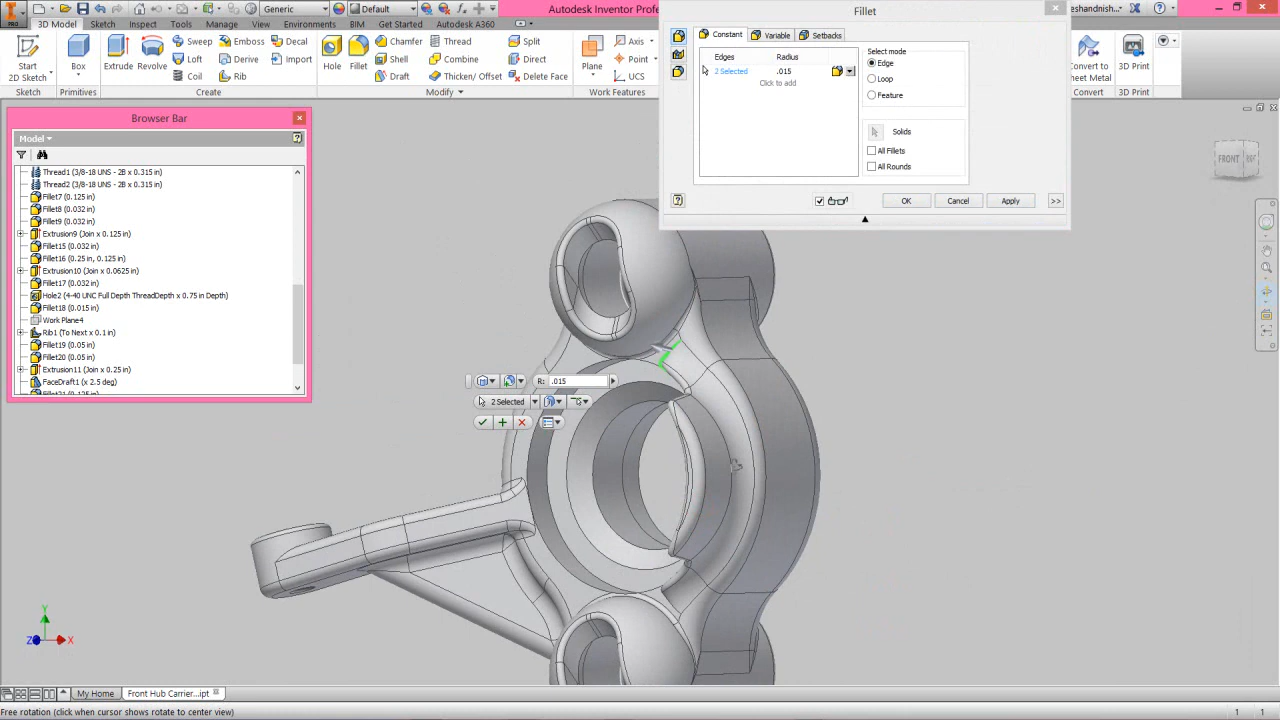 Generic
Default
Autodesk Inventor Profe
eshandnish...
PRO
3D Model
Sketch
Inspect
Tools
Manage
View
Environments
BIM
Get Started
Autodesk A360
Start
2D Sketch
Box
Extrude
Revolve
Sweep
Emboss
Decal
Loft
Derive
Import
Coil
Rib
Hole
Fillet
Chamfer
Thread
Split
Shell
Combine
Direct
Draft
Thicken/ Offset
Delete Face
Plane
Axis
Point
UCS
Convert to
Sheet Metal
3D Print
Sketch
Create
Modify
Work Features
Convert
3D Print
Fillet
Constant
Variable
Setbacks
Edges
Radius
2 Selected
.015
Click to add
Select mode
Edge
Loop
Feature
Solids
All Fillets
All Rounds
OK
Cancel
Apply
>>
Browser Bar
Model
Thread1 (3/8-18 UNS - 2B x 0.315 in)
Thread2 (3/8-18 UNS - 2B x 0.315 in)
Fillet7 (0.125 in)
Fillet8 (0.032 in)
Fillet9 (0.032 in)
Extrusion9 (Join x 0.125 in)
Fillet15 (0.032 in)
Fillet16 (0.25 in, 0.125 in)
Extrusion10 (Join x 0.0625 in)
Fillet17 (0.032 in)
Hole2 (4-40 UNC Full Depth ThreadDepth x 0.75 in Depth)
Fillet18 (0.015 in)
Work Plane4
Rib1 (To Next x 0.1 in)
Fillet19 (0.05 in)
Fillet20 (0.05 in)
Extrusion11 (Join x 0.25 in)
FaceDraft1 (x 2.5 deg)
Fillet21 (0.125 in)
FRONT
R: .015
2 Selected
Y
Z
X
My Home
Front Hub Carrier....ipt
Free rotation (click when cursor shows rotate to center view)
1
1